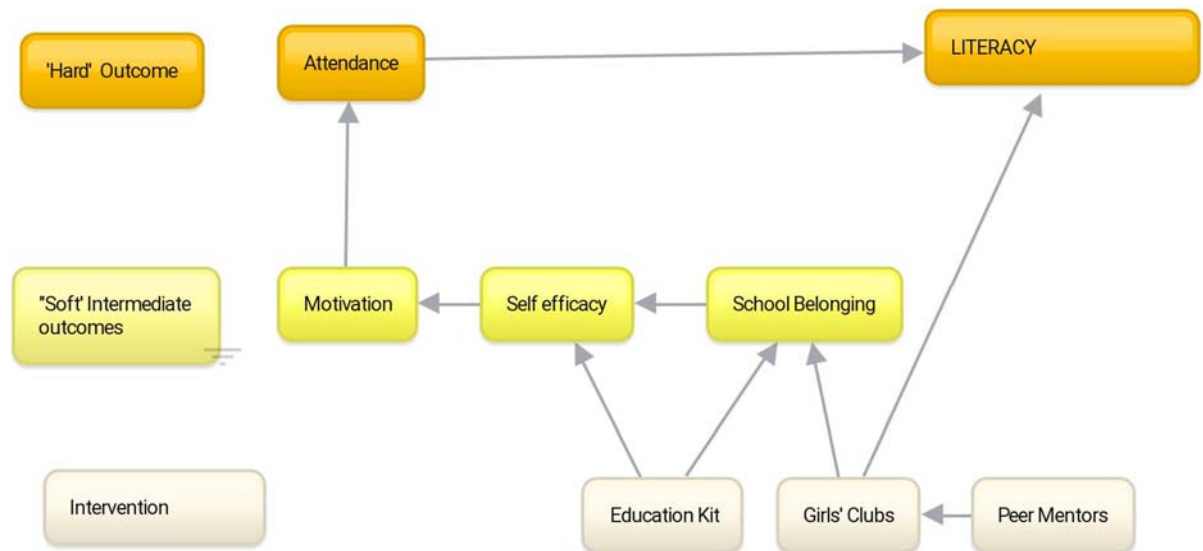 'Hard' Outcome
Attendance
LITERACY
"Soft' Intermediate
outcomes
Motivation
Self efficacy
School Belonging
Intervention
Education Kit
Girls' Clubs
Peer Mentors